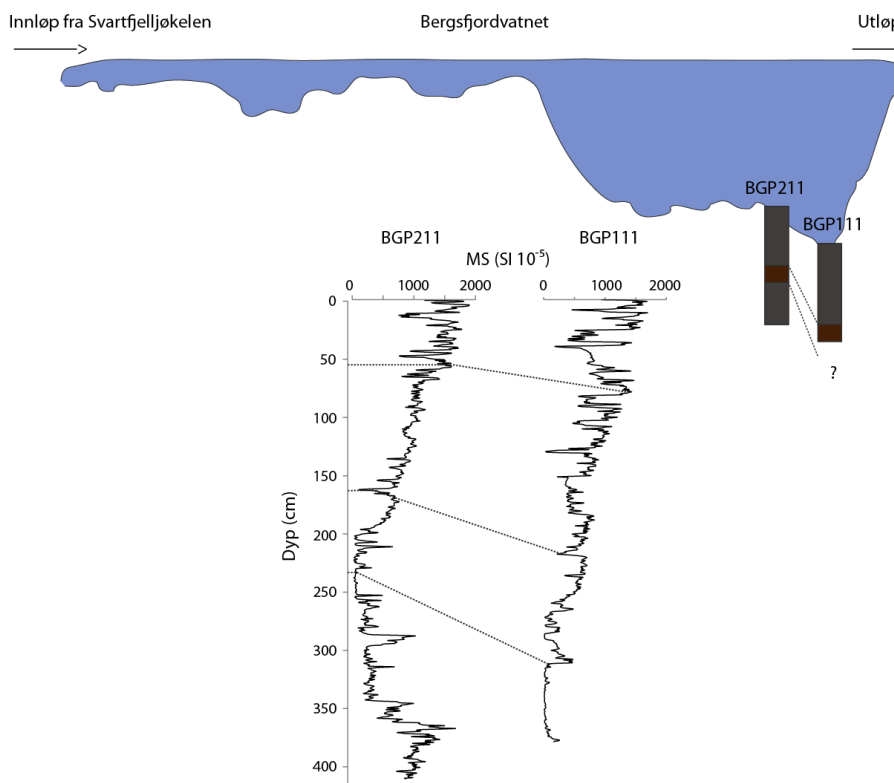 Innløp fra Svartfjelljøkelen
Bergsfjordvatnet
Utløp
BGP211
BGP111
BGP211
BGP111
MS (SI 10⁻⁵)
0
1000
2000
0
1000
2000
Dyp (cm)
0
50
100
150
200
250
300
350
400
?